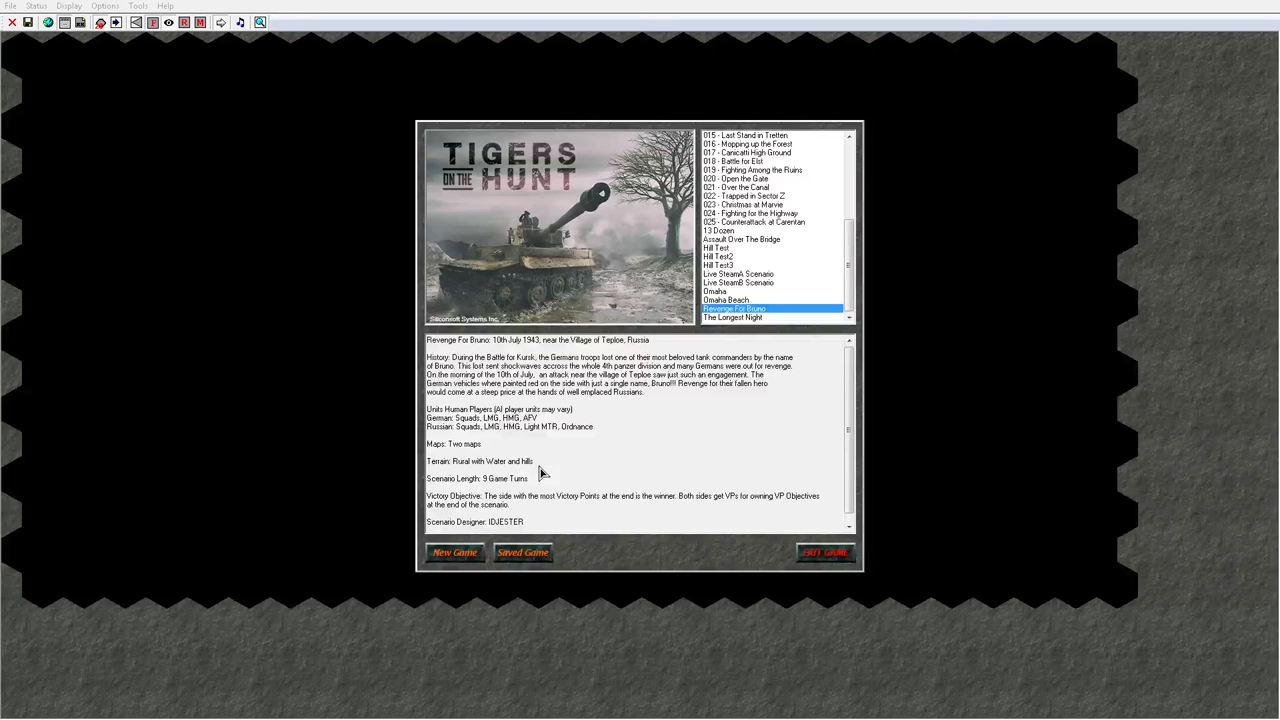 File Status Display Options Tools Help
F R M
TIGERS
ON THE HUNT
Siliconsoft Systems Inc.
015 - Last Stand in Tretten
016 - Mopping up the Forest
017 - Canicatti High Ground
018 - Battle for Elst
019 - Fighting Among the Ruins
020 - Open the Gate
021 - Over the Canal
022 - Trapped in Sector Z
023 - Christmas at Marvie
024 - Fighting for the Highway
025 - Counterattack at Carentan
13 Dozen
Assault Over The Bridge
Hill Test
Hill Test2
Hill Test3
Live SteamA Scenario
Live SteamB Scenario
Omaha
Omaha Beach
Revenge For Bruno
The Longest Night
Revenge For Bruno: 10th July 1943, near the Village of Teploe, Russia
History: During the Battle for Kursk, the Germans troops lost one of their most beloved tank commanders by the name
of Bruno. This lost sent shockwaves accross the whole 4th panzer division and many Germans were out for revenge.
On the morning of the 10th of July, an attack near the village of Teploe saw just such an engagement. The
German vehicles where painted red on the side with just a single name, Bruno!!! Revenge for their fallen hero
would come at a steep price at the hands of well emplaced Russians.
Units Human Players (AI player units may vary)
German: Squads, LMG, HMG, AFV
Russian: Squads, LMG, HMG, Light MTR, Ordnance
Maps: Two maps
Terrain: Rural with Water and hills
Scenario Length: 9 Game Turns
Victory Objective: The side with the most Victory Points at the end is the winner. Both sides get VPs for owning VP Objectives
at the end of the scenario.
Scenario Designer: IDJESTER
New Game Saved Game EXIT GAME